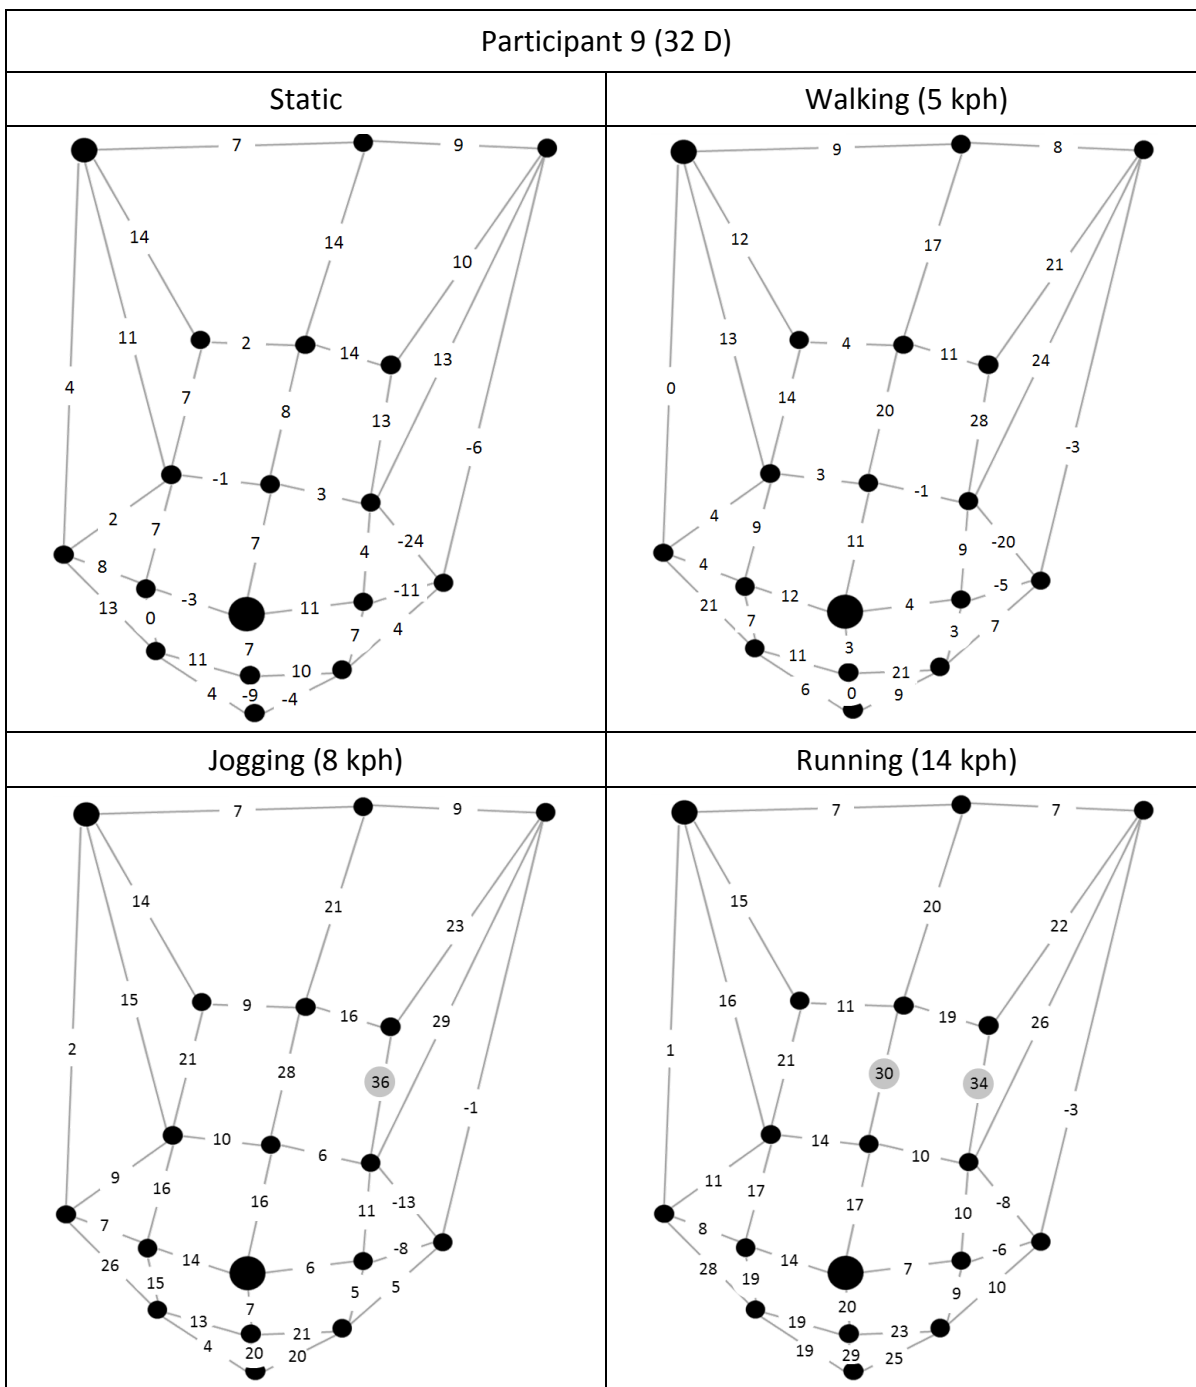 Participant 9 (32 D)
Static
Walking (5 kph)
7 9
14 14 10
11 2 14 13
4 7 8 13 -6
-1 3
2 7 7 4 -24
8 -3 11 -11
13 0 7 7 4
11 10
4 -9 -4
9 8
12 17 21
13 4 11 24
0 14 20 28 -3
3 -1
4 9 11 9 -20
4 12 4 -5
21 7 3 3 7
11 21
6 0 9
Jogging (8 kph)
Running (14 kph)
7 9
14 21 23
15 9 16 29
2 21 28 36 -1
10 6
9 16 16 11 -13
7 14 6 -8
26 15 7 5 5
13 21
4 20 20
7 7
15 20 22
16 11 19 26
1 21 30 34 -3
14 10
11 17 17 10 -8
8 14 7 -6
28 19 20 9 10
19 23
19 29 25